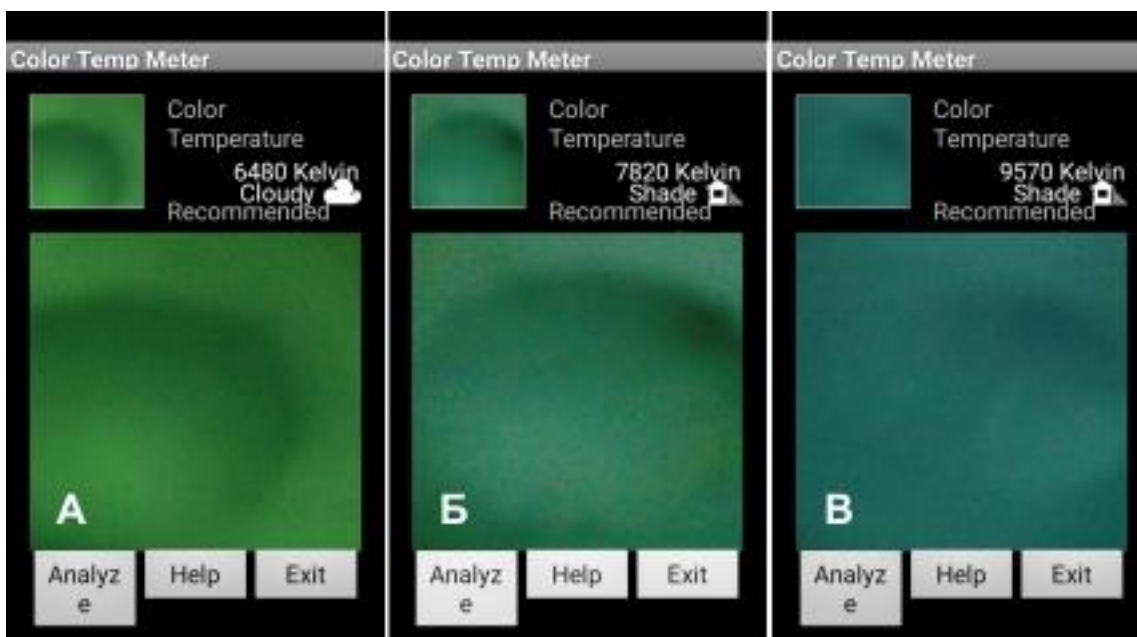 Color Temp Meter
Color
Temperature
6480 Kelvin
Cloudy
Recommended
А
Analyz
e
Help
Exit
Color Temp Meter
Color
Temperature
7820 Kelvin
Shade
Recommended
Б
Analyz
e
Help
Exit
Color Temp Meter
Color
Temperature
9570 Kelvin
Shade
Recommended
В
Analyz
e
Help
Exit